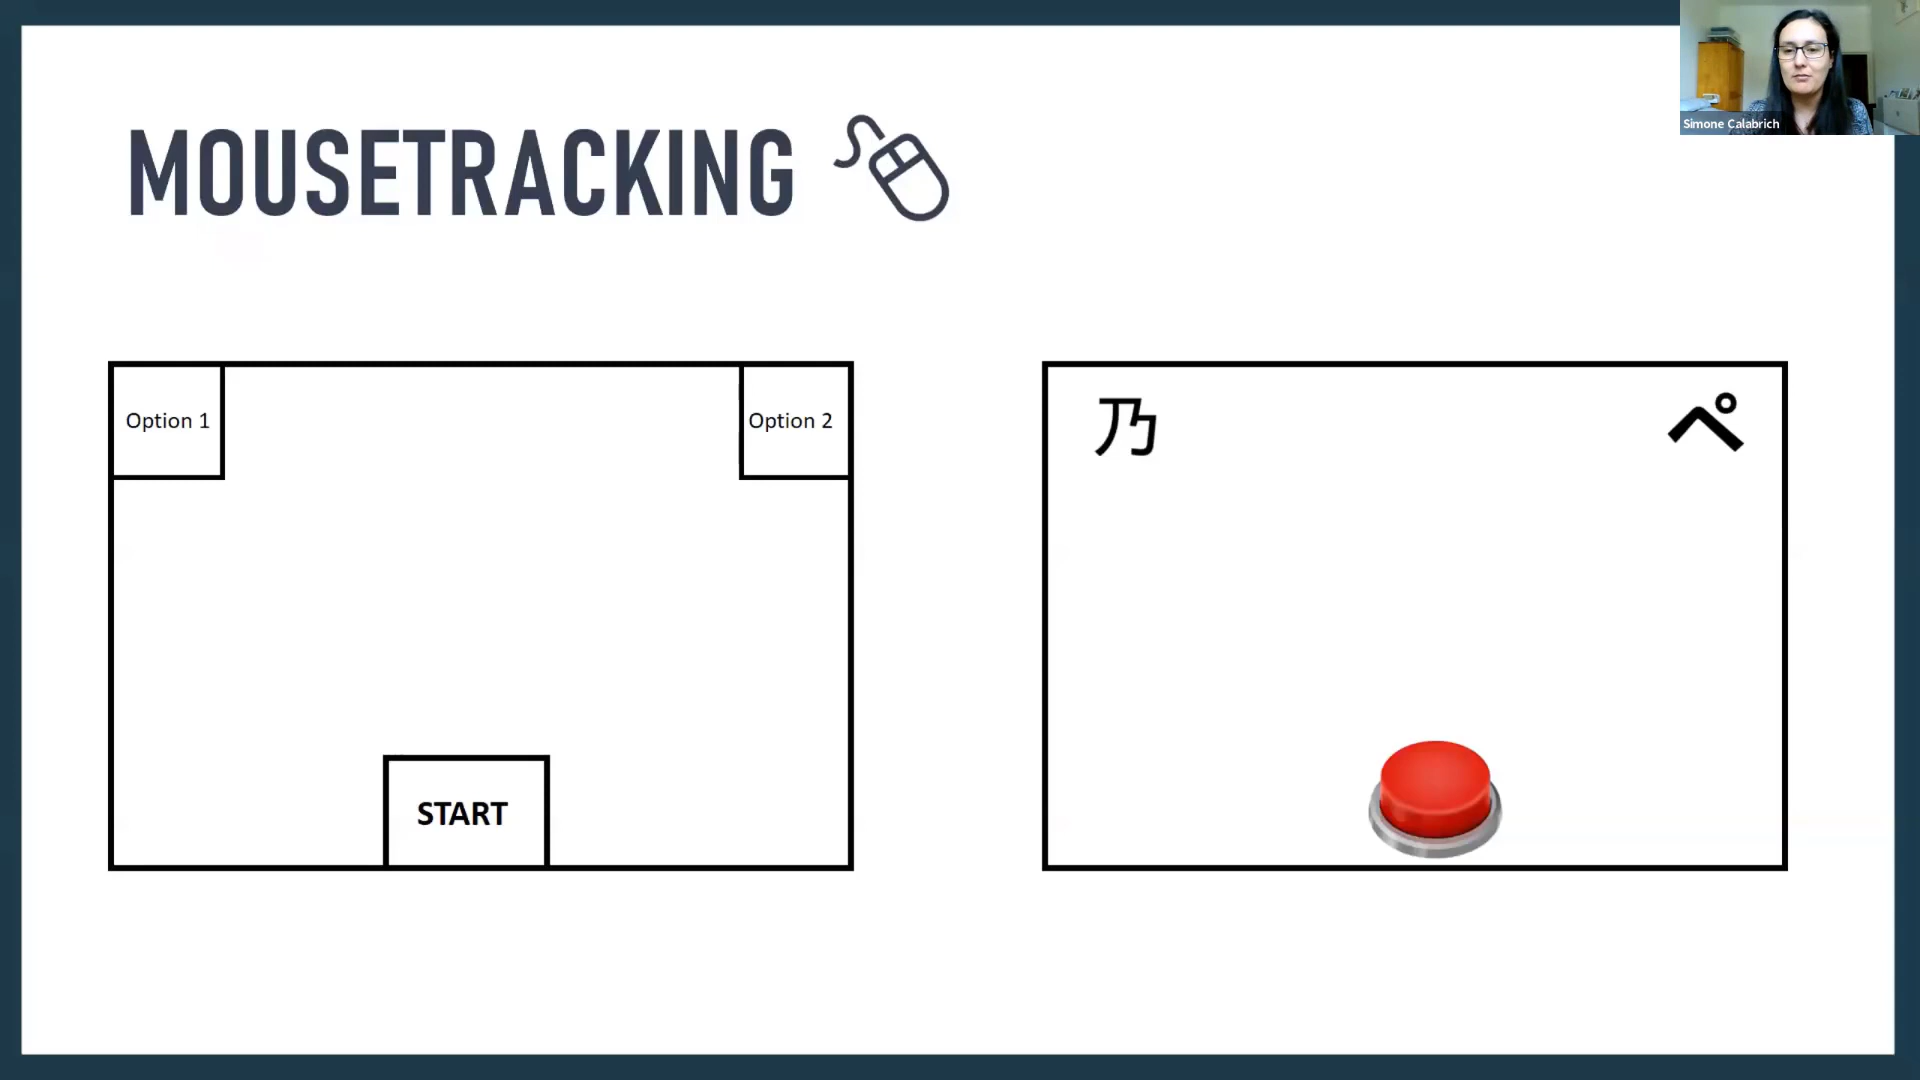 MOUSETRACKING
Simone Calabrich
Option 1
Option 2
START
乃
ペ